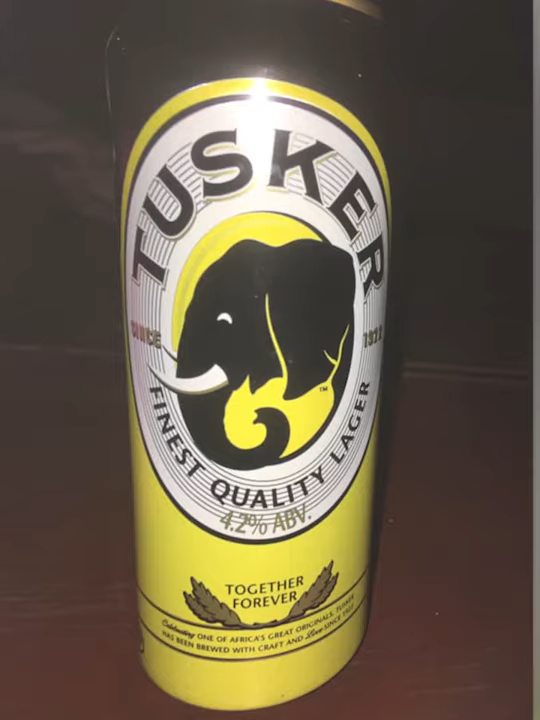 TUSKER
SINCE 1922
TM
FINEST QUALITY LAGER
4.2% ABV.
TOGETHER
FOREVER
Celebrating ONE OF AFRICA'S GREAT ORIGINALS. TUSKER
HAS BEEN BREWED WITH CRAFT AND Love SINCE 1922